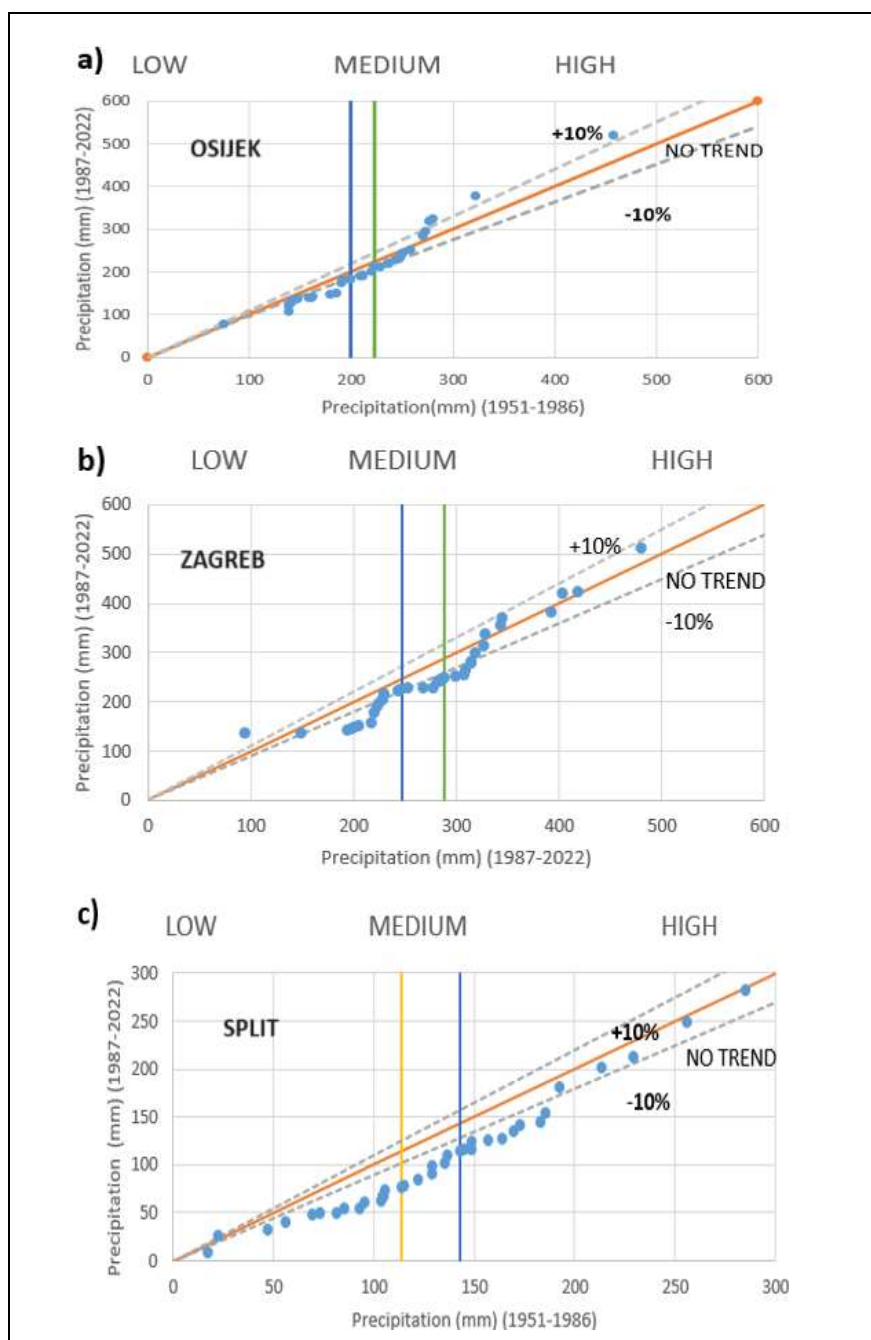 a)
LOW MEDIUM HIGH
600
500
400
300
200
100
0
Precipitation (mm) (1987-2022)
OSIJEK
+10%
NO TREND
-10%
0 100 200 300 400 500 600
Precipitation(mm) (1951-1986)
b)
LOW MEDIUM HIGH
600
500
400
300
200
100
0
Precipitation (mm) (1987-2022)
ZAGREB
+10%
NO TREND
-10%
0 100 200 300 400 500 600
Precipitation (mm) (1987-2022)
c)
LOW MEDIUM HIGH
300
250
200
150
100
50
0
Precipitation (mm) (1987-2022)
SPLIT
+10%
NO TREND
-10%
0 50 100 150 200 250 300
Precipitation (mm) (1951-1986)